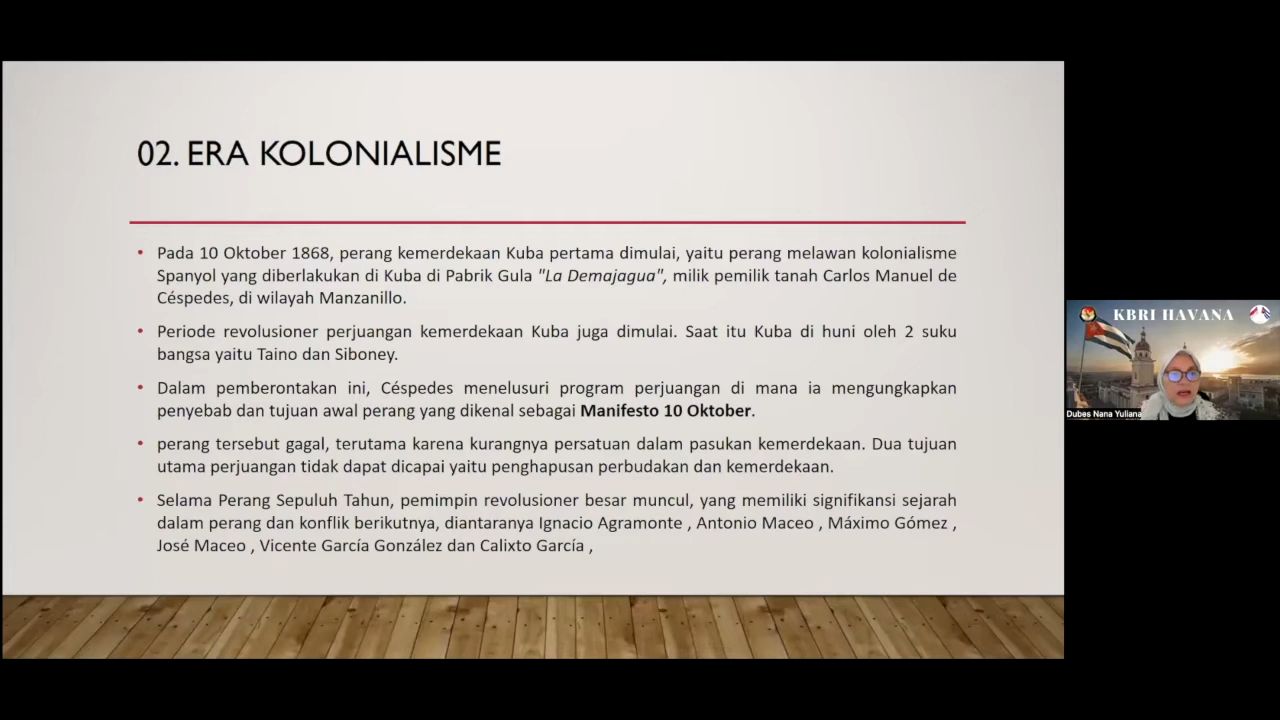 02. ERA KOLONIALISME
• Pada 10 Oktober 1868, perang kemerdekaan Kuba pertama dimulai, yaitu perang melawan kolonialisme
Spanyol yang diberlakukan di Kuba di Pabrik Gula "La Demajagua", milik pemilik tanah Carlos Manuel de
Céspedes, di wilayah Manzanillo.
• Periode revolusioner perjuangan kemerdekaan Kuba juga dimulai. Saat itu Kuba di huni oleh 2 suku
bangsa yaitu Taino dan Siboney.
• Dalam pemberontakan ini, Céspedes menelusuri program perjuangan di mana ia mengungkapkan
penyebab dan tujuan awal perang yang dikenal sebagai Manifesto 10 Oktober.
• perang tersebut gagal, terutama karena kurangnya persatuan dalam pasukan kemerdekaan. Dua tujuan
utama perjuangan tidak dapat dicapai yaitu penghapusan perbudakan dan kemerdekaan.
• Selama Perang Sepuluh Tahun, pemimpin revolusioner besar muncul, yang memiliki signifikansi sejarah
dalam perang dan konflik berikutnya, diantaranya Ignacio Agramonte , Antonio Maceo , Máximo Gómez ,
José Maceo , Vicente García González dan Calixto García ,
KBRI HAVANA
Dubes Nana Yuliana